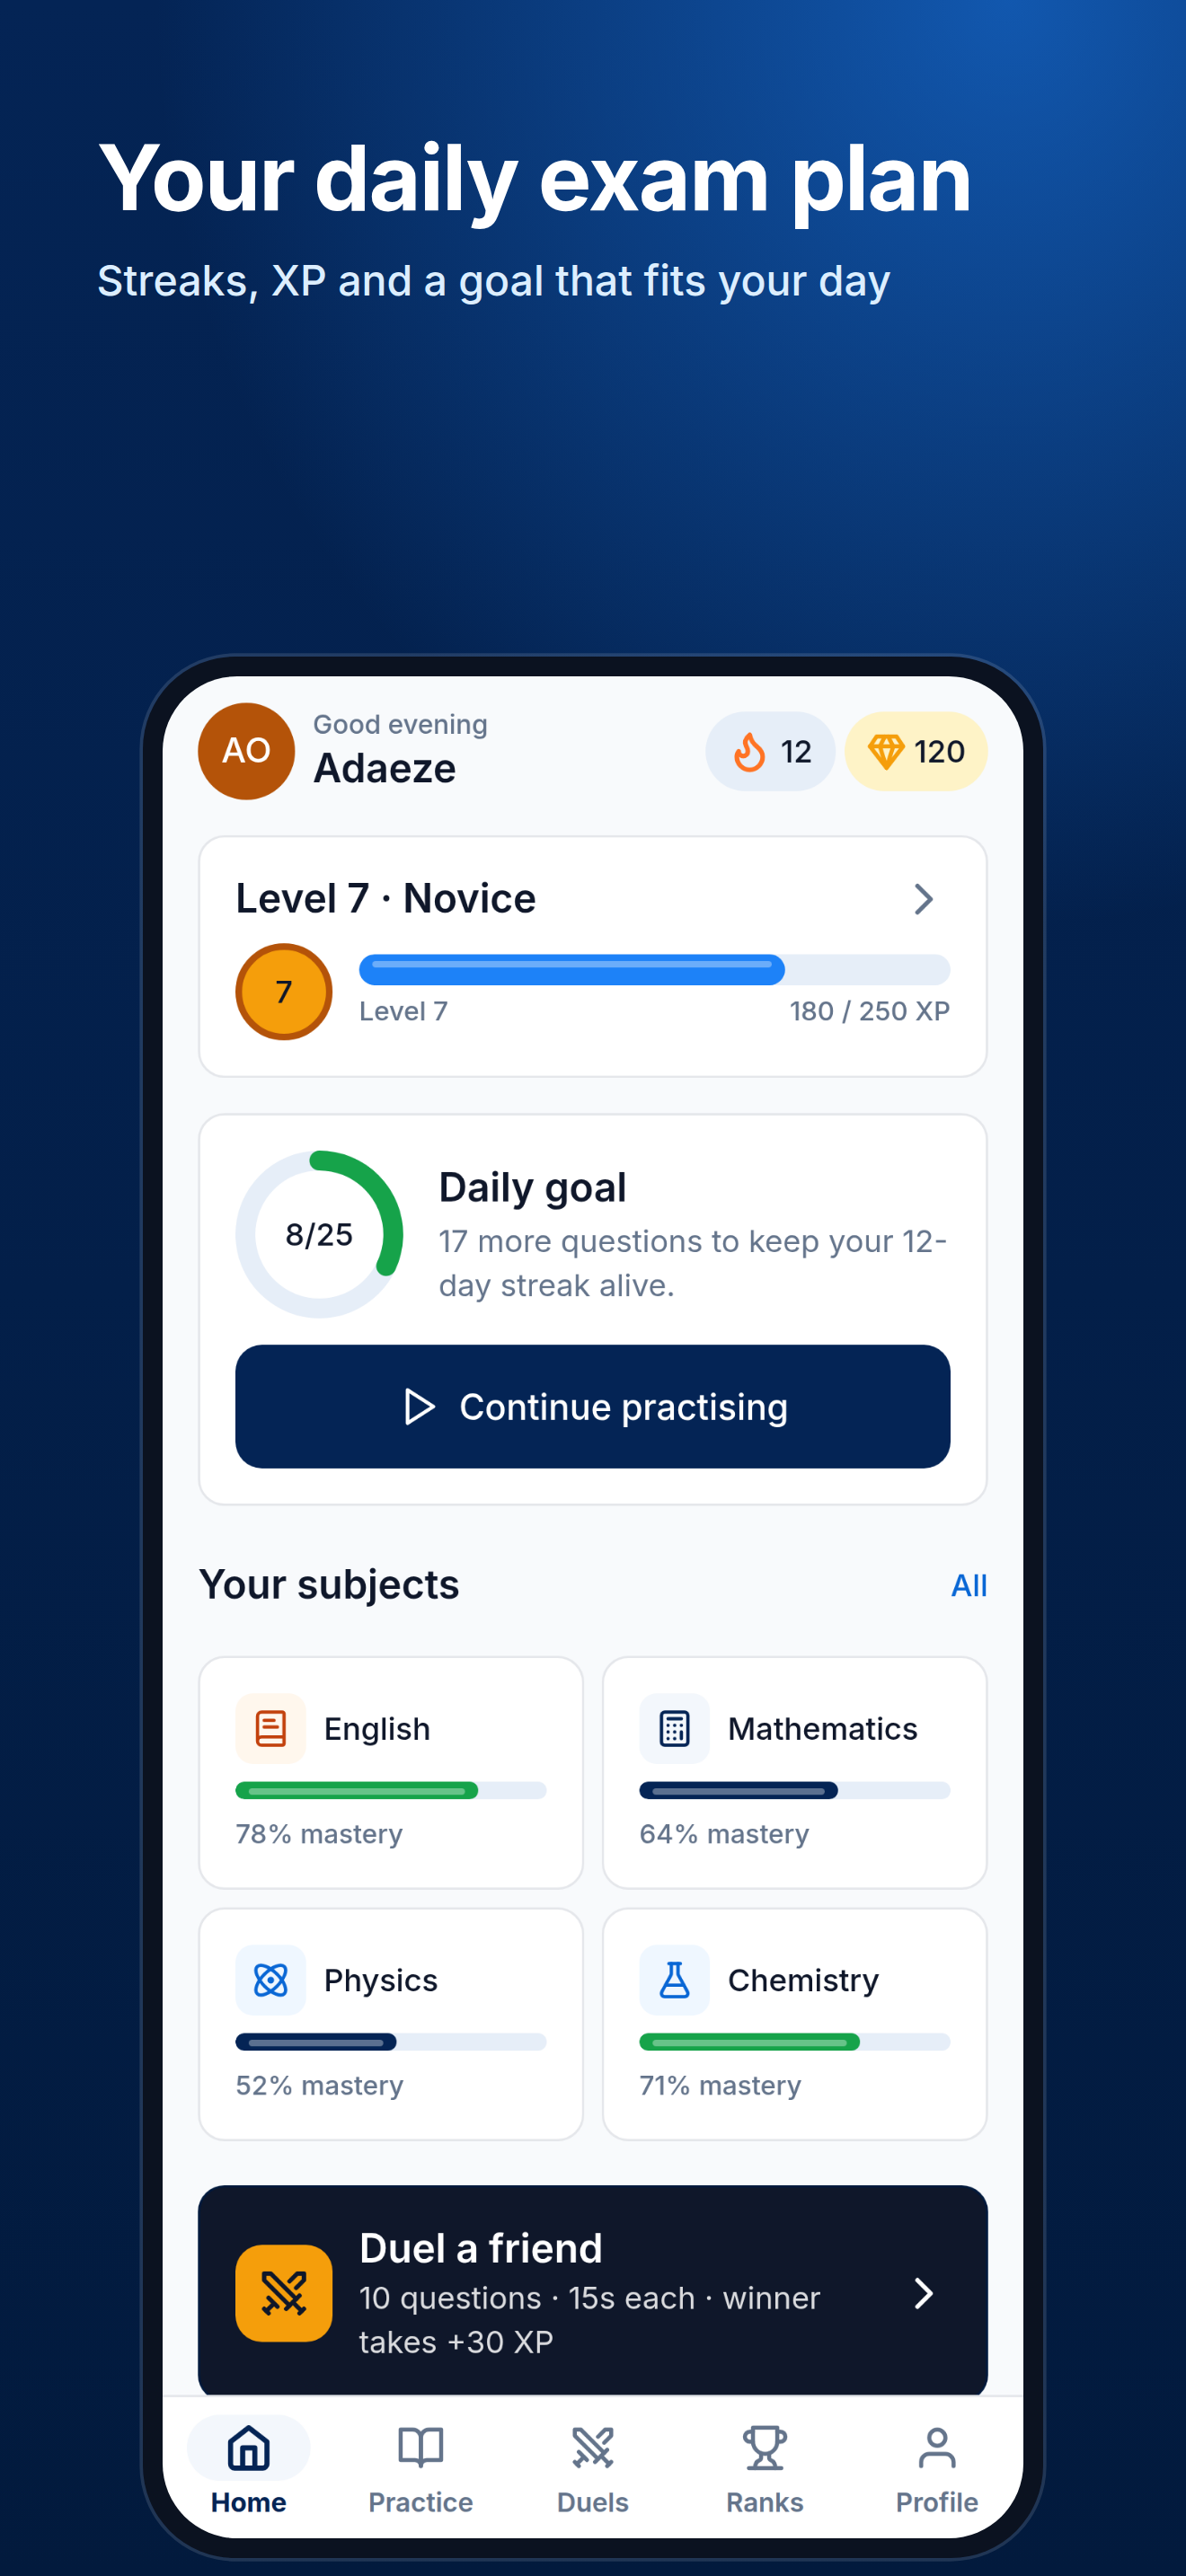 Your daily exam plan
Streaks, XP and a goal that fits your day
AO
Good evening
Adaeze
12
120
Level 7 · Novice
7
Level 7
180 / 250 XP
8/25
Daily goal
17 more questions to keep your 12-
day streak alive.
Continue practising
Your subjects
All
English
78% mastery
Mathematics
64% mastery
Physics
52% mastery
Chemistry
71% mastery
Duel a friend
10 questions · 15s each · winner
takes +30 XP
Home
Practice
Duels
Ranks
Profile